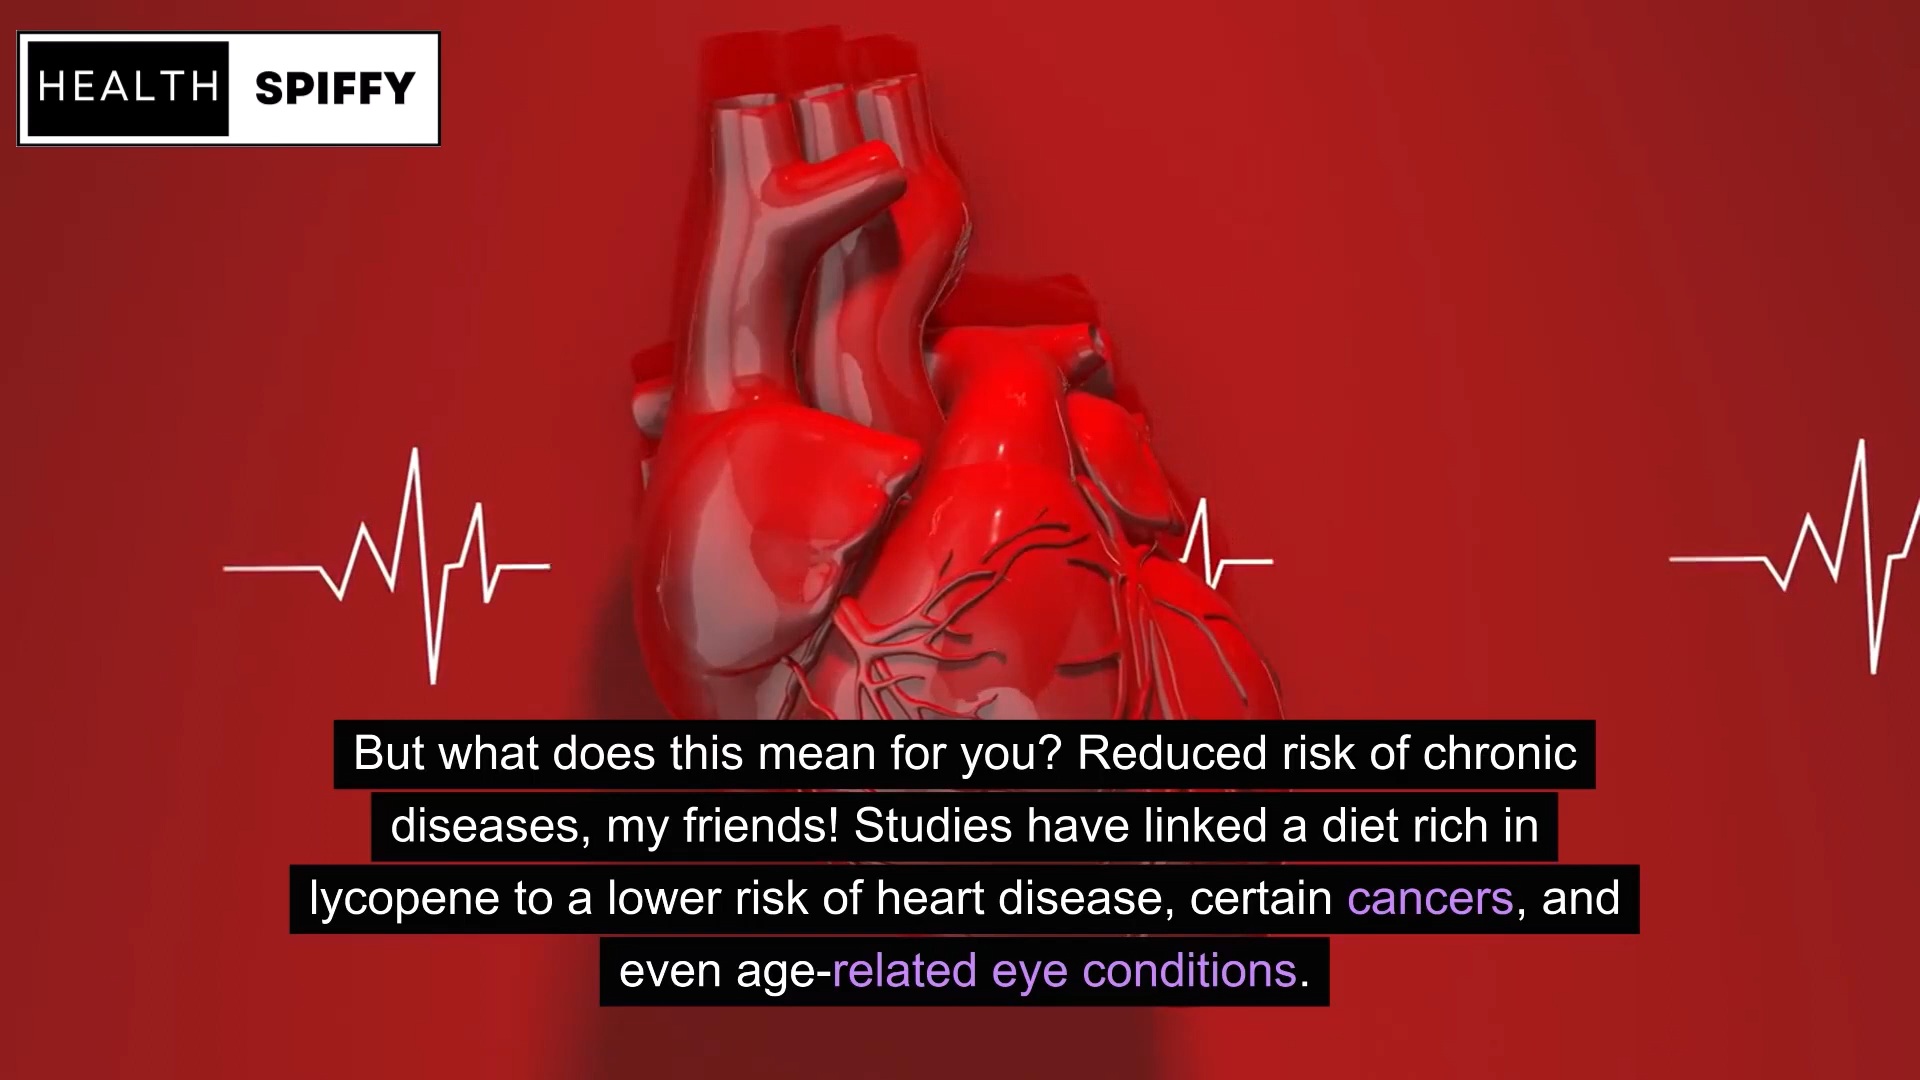 HEALTH SPIFFY
But what does this mean for you? Reduced risk of chronic
diseases, my friends! Studies have linked a diet rich in
lycopene to a lower risk of heart disease, certain cancers, and
even age-related eye conditions.